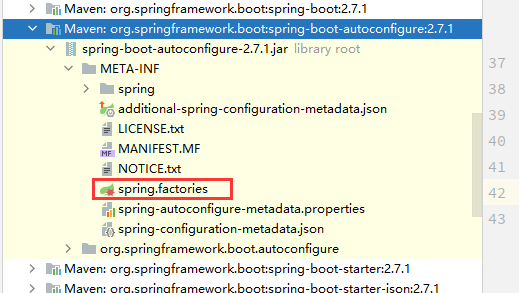 Maven: org.springframework.boot:spring-boot:2.7.1
Maven: org.springframework.boot:spring-boot-autoconfigure:2.7.1
spring-boot-autoconfigure-2.7.1.jar library root
META-INF
37
spring
38
additional-spring-configuration-metadata.json
39
LICENSE.txt
MANIFEST.MF
40
NOTICE.txt
41
spring.factories
42
spring-autoconfigure-metadata.properties
43
spring-configuration-metadata.json
org.springframework.boot.autoconfigure
Maven: org.springframework.boot:spring-boot-starter:2.7.1
Maven: org.springframework.boot:spring-boot-starter-json:2.7.1